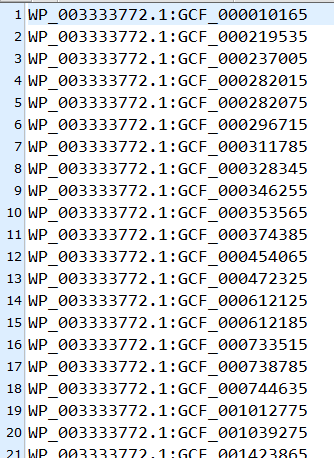 1 WP_003333772.1:GCF_000010165
2 WP_003333772.1:GCF_000219535
3 WP_003333772.1:GCF_000237005
4 WP_003333772.1:GCF_000282015
5 WP_003333772.1:GCF_000282075
6 WP_003333772.1:GCF_000296715
7 WP_003333772.1:GCF_000311785
8 WP_003333772.1:GCF_000328345
9 WP_003333772.1:GCF_000346255
10 WP_003333772.1:GCF_000353565
11 WP_003333772.1:GCF_000374385
12 WP_003333772.1:GCF_000454065
13 WP_003333772.1:GCF_000472325
14 WP_003333772.1:GCF_000612125
15 WP_003333772.1:GCF_000612185
16 WP_003333772.1:GCF_000733515
17 WP_003333772.1:GCF_000738785
18 WP_003333772.1:GCF_000744635
19 WP_003333772.1:GCF_001012775
20 WP_003333772.1:GCF_001039275
21 WP_003333772.1:GCF_001423865